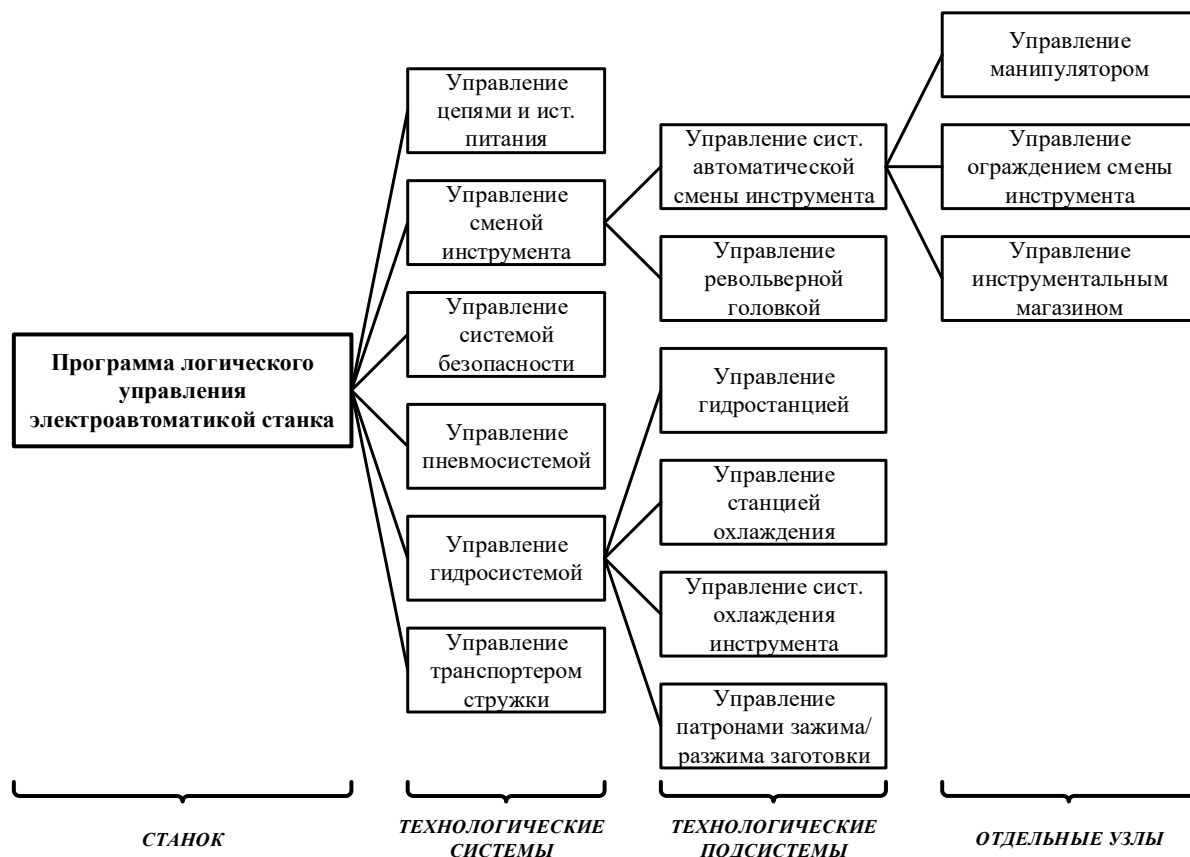 Программа логического
управления
электроавтоматикой станка
Управление
цепями и ист.
питания
Управление
сменой
инструмента
Управление
системой
безопасности
Управление
пневмосистемой
Управление
гидросистемой
Управление
транспортером
стружки
Управление сист.
автоматической
смены инструмента
Управление
револьверной
головкой
Управление
гидростанцией
Управление
станцией
охлаждения
Управление сист.
охлаждения
инструмента
Управление
патронами зажима/
разжима заготовки
Управление
манипулятором
Управление
ограждением смены
инструмента
Управление
инструментальным
магазином
СТАНОК
ТЕХНОЛОГИЧЕСКИЕ
СИСТЕМЫ
ТЕХНОЛОГИЧЕСКИЕ
ПОДСИСТЕМЫ
ОТДЕЛЬНЫЕ УЗЛЫ